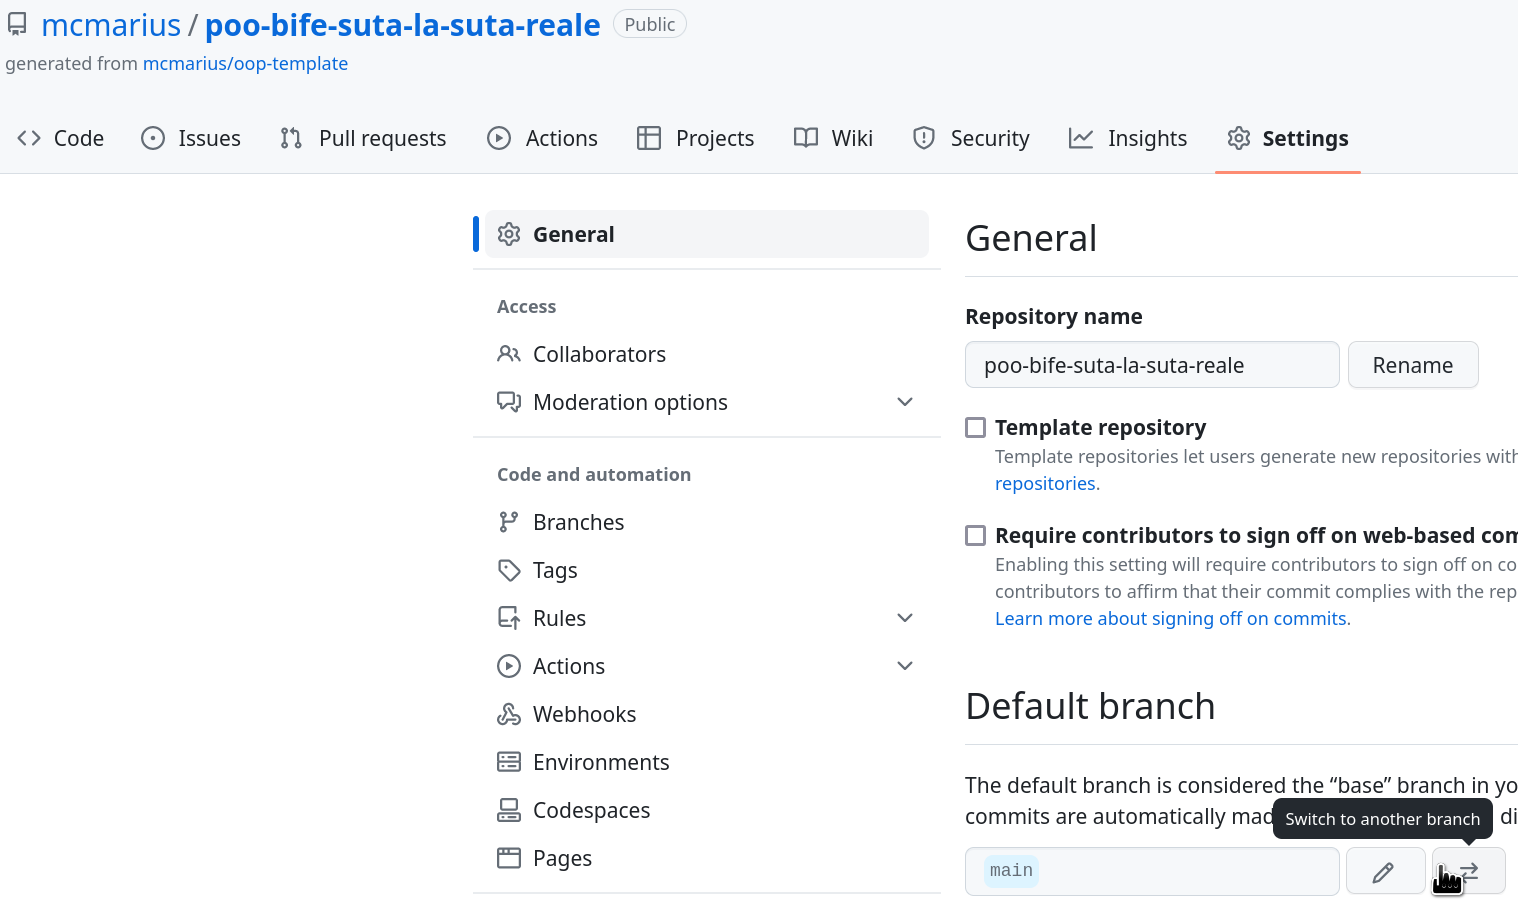 mcmarius / poo-bife-suta-la-suta-reale Public
generated from mcmarius/oop-template
Code Issues Pull requests Actions Projects Wiki Security Insights Settings
General
Access
Collaborators
Moderation options
Code and automation
Branches
Tags
Rules
Actions
Webhooks
Environments
Codespaces
Pages
General
Repository name
poo-bife-suta-la-suta-reale Rename
Template repository
Template repositories let users generate new repositories with
repositories.
Require contributors to sign off on web-based com
Enabling this setting will require contributors to sign off on co
contributors to affirm that their commit complies with the rep
Learn more about signing off on commits.
Default branch
The default branch is considered the “base” branch in yo
commits are automatically mad di
Switch to another branch
main